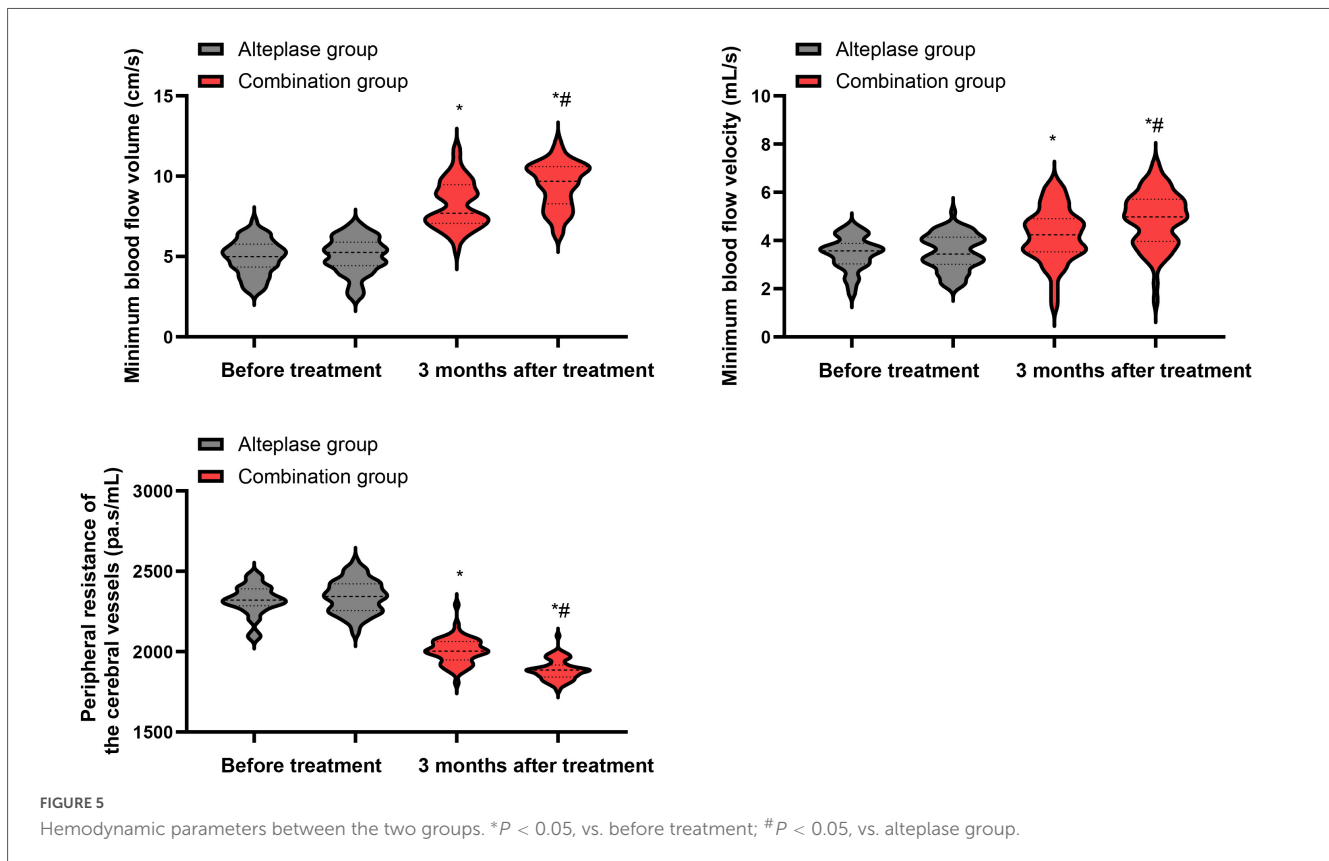 Alteplase group
Combination group
Minimum blood flow volume (cm/s)
15
10
5
0
*
*#
Before treatment
3 months after treatment
Alteplase group
Combination group
Minimum blood flow velocity (mL/s)
10
8
6
4
2
0
*
*#
Before treatment
3 months after treatment
Alteplase group
Combination group
Peripheral resistance of
the cerebral vessels (pa.s/mL)
3000
2500
2000
1500
*
*#
Before treatment
3 months after treatment
FIGURE 5
Hemodynamic parameters between the two groups. *P < 0.05, vs. before treatment; #P < 0.05, vs. alteplase group.